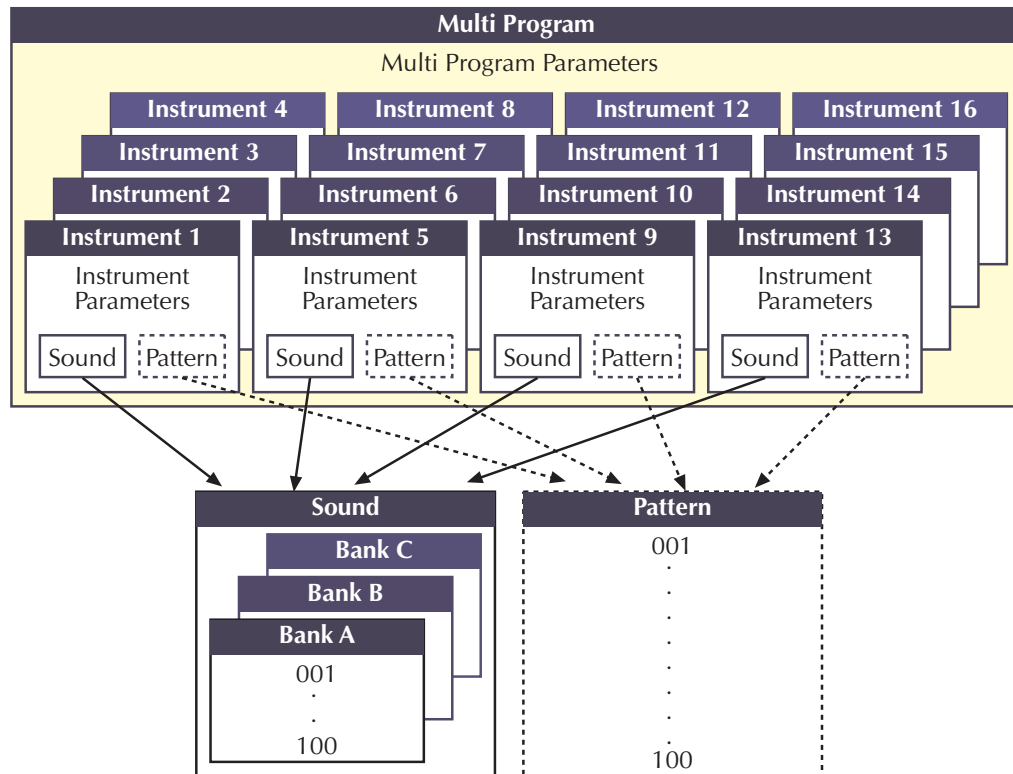 Multi Program
Multi Program Parameters
Instrument 4
Instrument 8
Instrument 12
Instrument 16
Instrument 3
Instrument 7
Instrument 11
Instrument 15
Instrument 2
Instrument 6
Instrument 10
Instrument 14
Instrument 1
Instrument 5
Instrument 9
Instrument 13
Instrument
Parameters
Instrument
Parameters
Instrument
Parameters
Instrument
Parameters
Sound
Pattern
Sound
Pattern
Sound
Pattern
Sound
Pattern
Sound
Bank C
Bank B
Bank A
001
.
.
100
Pattern
001
.
.
.
.
.
.
.
100